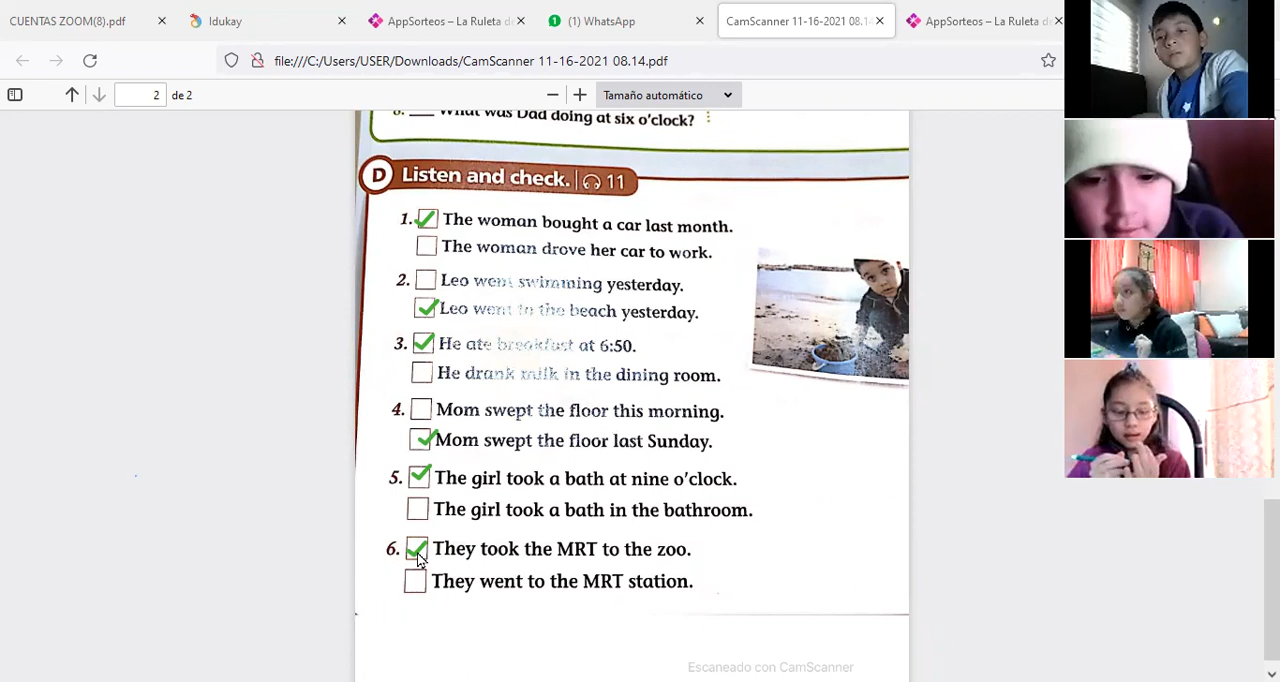 CUENTAS ZOOM(8).pdf
Idukay
AppSorteos – La Ruleta de
(1) WhatsApp
CamScanner 11-16-2021 08.1
AppSorteos – La Ruleta de
file:///C:/Users/USER/Downloads/CamScanner 11-16-2021 08.14.pdf
2 de 2
Tamaño automático
8. ___ What was Dad doing at six o'clock?
D Listen and check. | 11
1. The woman bought a car last month.
The woman drove her car to work.
2. Leo went swimming yesterday.
Leo went to the beach yesterday.
3. He ate breakfast at 6:50.
He drank milk in the dining room.
4. Mom swept the floor this morning.
Mom swept the floor last Sunday.
5. The girl took a bath at nine o'clock.
The girl took a bath in the bathroom.
6. They took the MRT to the zoo.
They went to the MRT station.
Escaneado con CamScanner